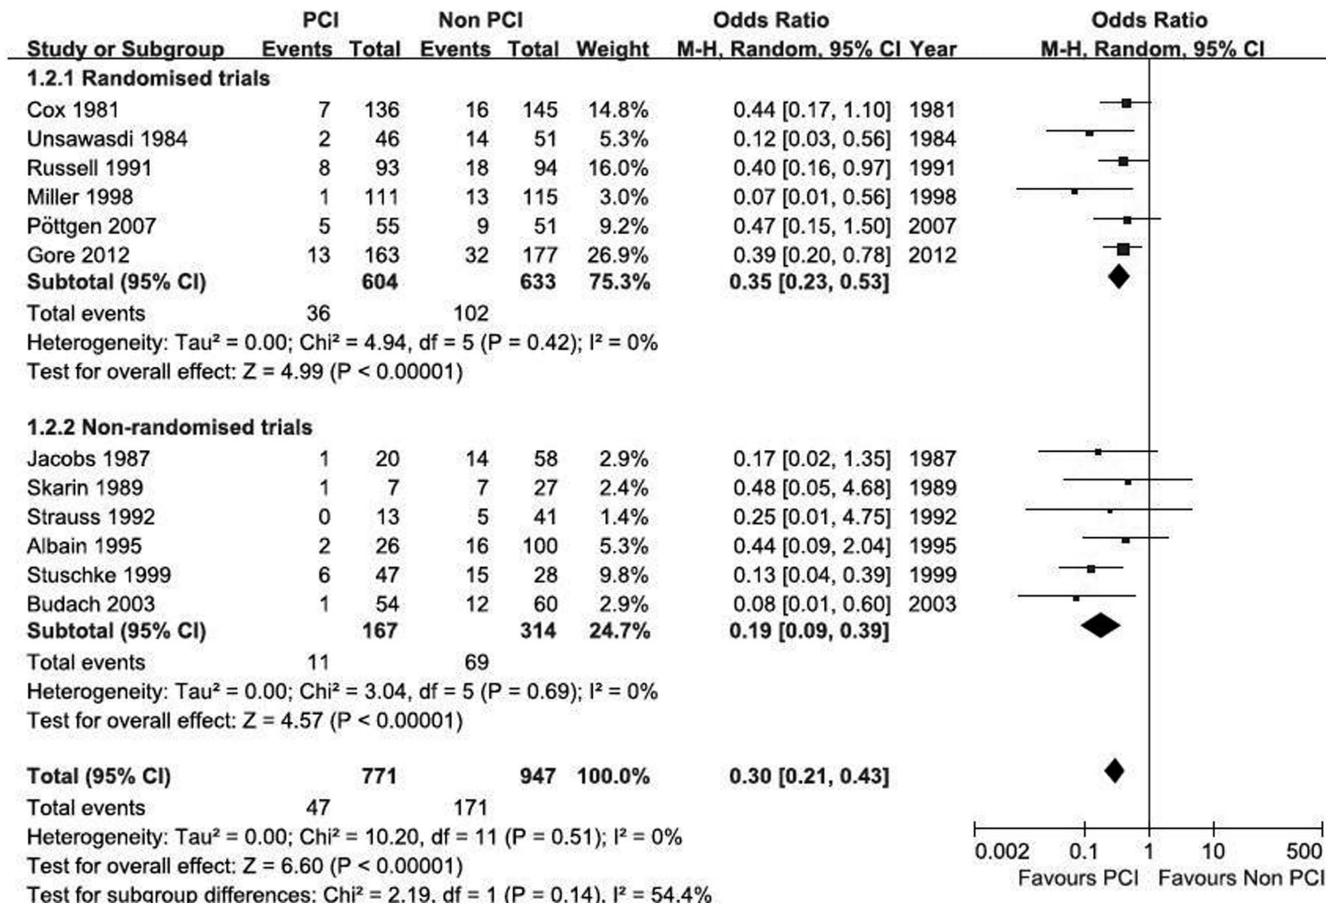 PCI Non PCI Odds Ratio Odds Ratio
Study or Subgroup Events Total Events Total Weight M-H, Random, 95% CI Year M-H, Random, 95% CI
1.2.1 Randomised trials
Cox 1981 7 136 16 145 14.8% 0.44 [0.17, 1.10] 1981
Unsawasdi 1984 2 46 14 51 5.3% 0.12 [0.03, 0.56] 1984
Russell 1991 8 93 18 94 16.0% 0.40 [0.16, 0.97] 1991
Miller 1998 1 111 13 115 3.0% 0.07 [0.01, 0.56] 1998
Pöttgen 2007 5 55 9 51 9.2% 0.47 [0.15, 1.50] 2007
Gore 2012 13 163 32 177 26.9% 0.39 [0.20, 0.78] 2012
Subtotal (95% CI) 604 633 75.3% 0.35 [0.23, 0.53]
Total events 36 102
Heterogeneity: Tau² = 0.00; Chi² = 4.94, df = 5 (P = 0.42); I² = 0%
Test for overall effect: Z = 4.99 (P < 0.00001)
1.2.2 Non-randomised trials
Jacobs 1987 1 20 14 58 2.9% 0.17 [0.02, 1.35] 1987
Skarin 1989 1 7 7 27 2.4% 0.48 [0.05, 4.68] 1989
Strauss 1992 0 13 5 41 1.4% 0.25 [0.01, 4.75] 1992
Albain 1995 2 26 16 100 5.3% 0.44 [0.09, 2.04] 1995
Stuschke 1999 6 47 15 28 9.8% 0.13 [0.04, 0.39] 1999
Budach 2003 1 54 12 60 2.9% 0.08 [0.01, 0.60] 2003
Subtotal (95% CI) 167 314 24.7% 0.19 [0.09, 0.39]
Total events 11 69
Heterogeneity: Tau² = 0.00; Chi² = 3.04, df = 5 (P = 0.69); I² = 0%
Test for overall effect: Z = 4.57 (P < 0.00001)
Total (95% CI) 771 947 100.0% 0.30 [0.21, 0.43]
Total events 47 171
Heterogeneity: Tau² = 0.00; Chi² = 10.20, df = 11 (P = 0.51); I² = 0%
Test for overall effect: Z = 6.60 (P < 0.00001)
Test for subgroup differences: Chi² = 2.19, df = 1 (P = 0.14), I² = 54.4%
0.002 0.1 1 10 500
Favours PCI Favours Non PCI